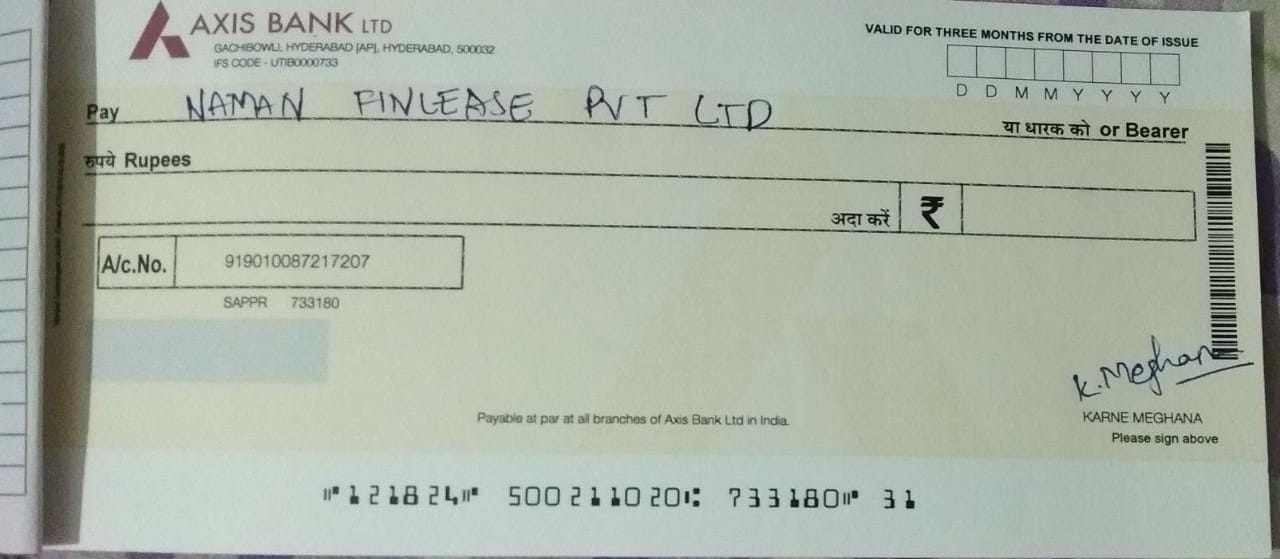 AXIS BANK LTD
GACHIBOWLI, HYDERABAD [AP], HYDERABAD, 500032
IFS CODE - UTIB0000733
VALID FOR THREE MONTHS FROM THE DATE OF ISSUE
D D M M Y Y Y Y
Pay NAMAN FINLEASE PVT LTD
या धारक को or Bearer
रुपये Rupees
अदा करें ₹
A/c.No. 919010087217207
SAPPR 733180
K. Meghana
KARNE MEGHANA
Please sign above
Payable at par at all branches of Axis Bank Ltd in India.
⑈121824⑈ 500211020⑆ 733180⑈ 31